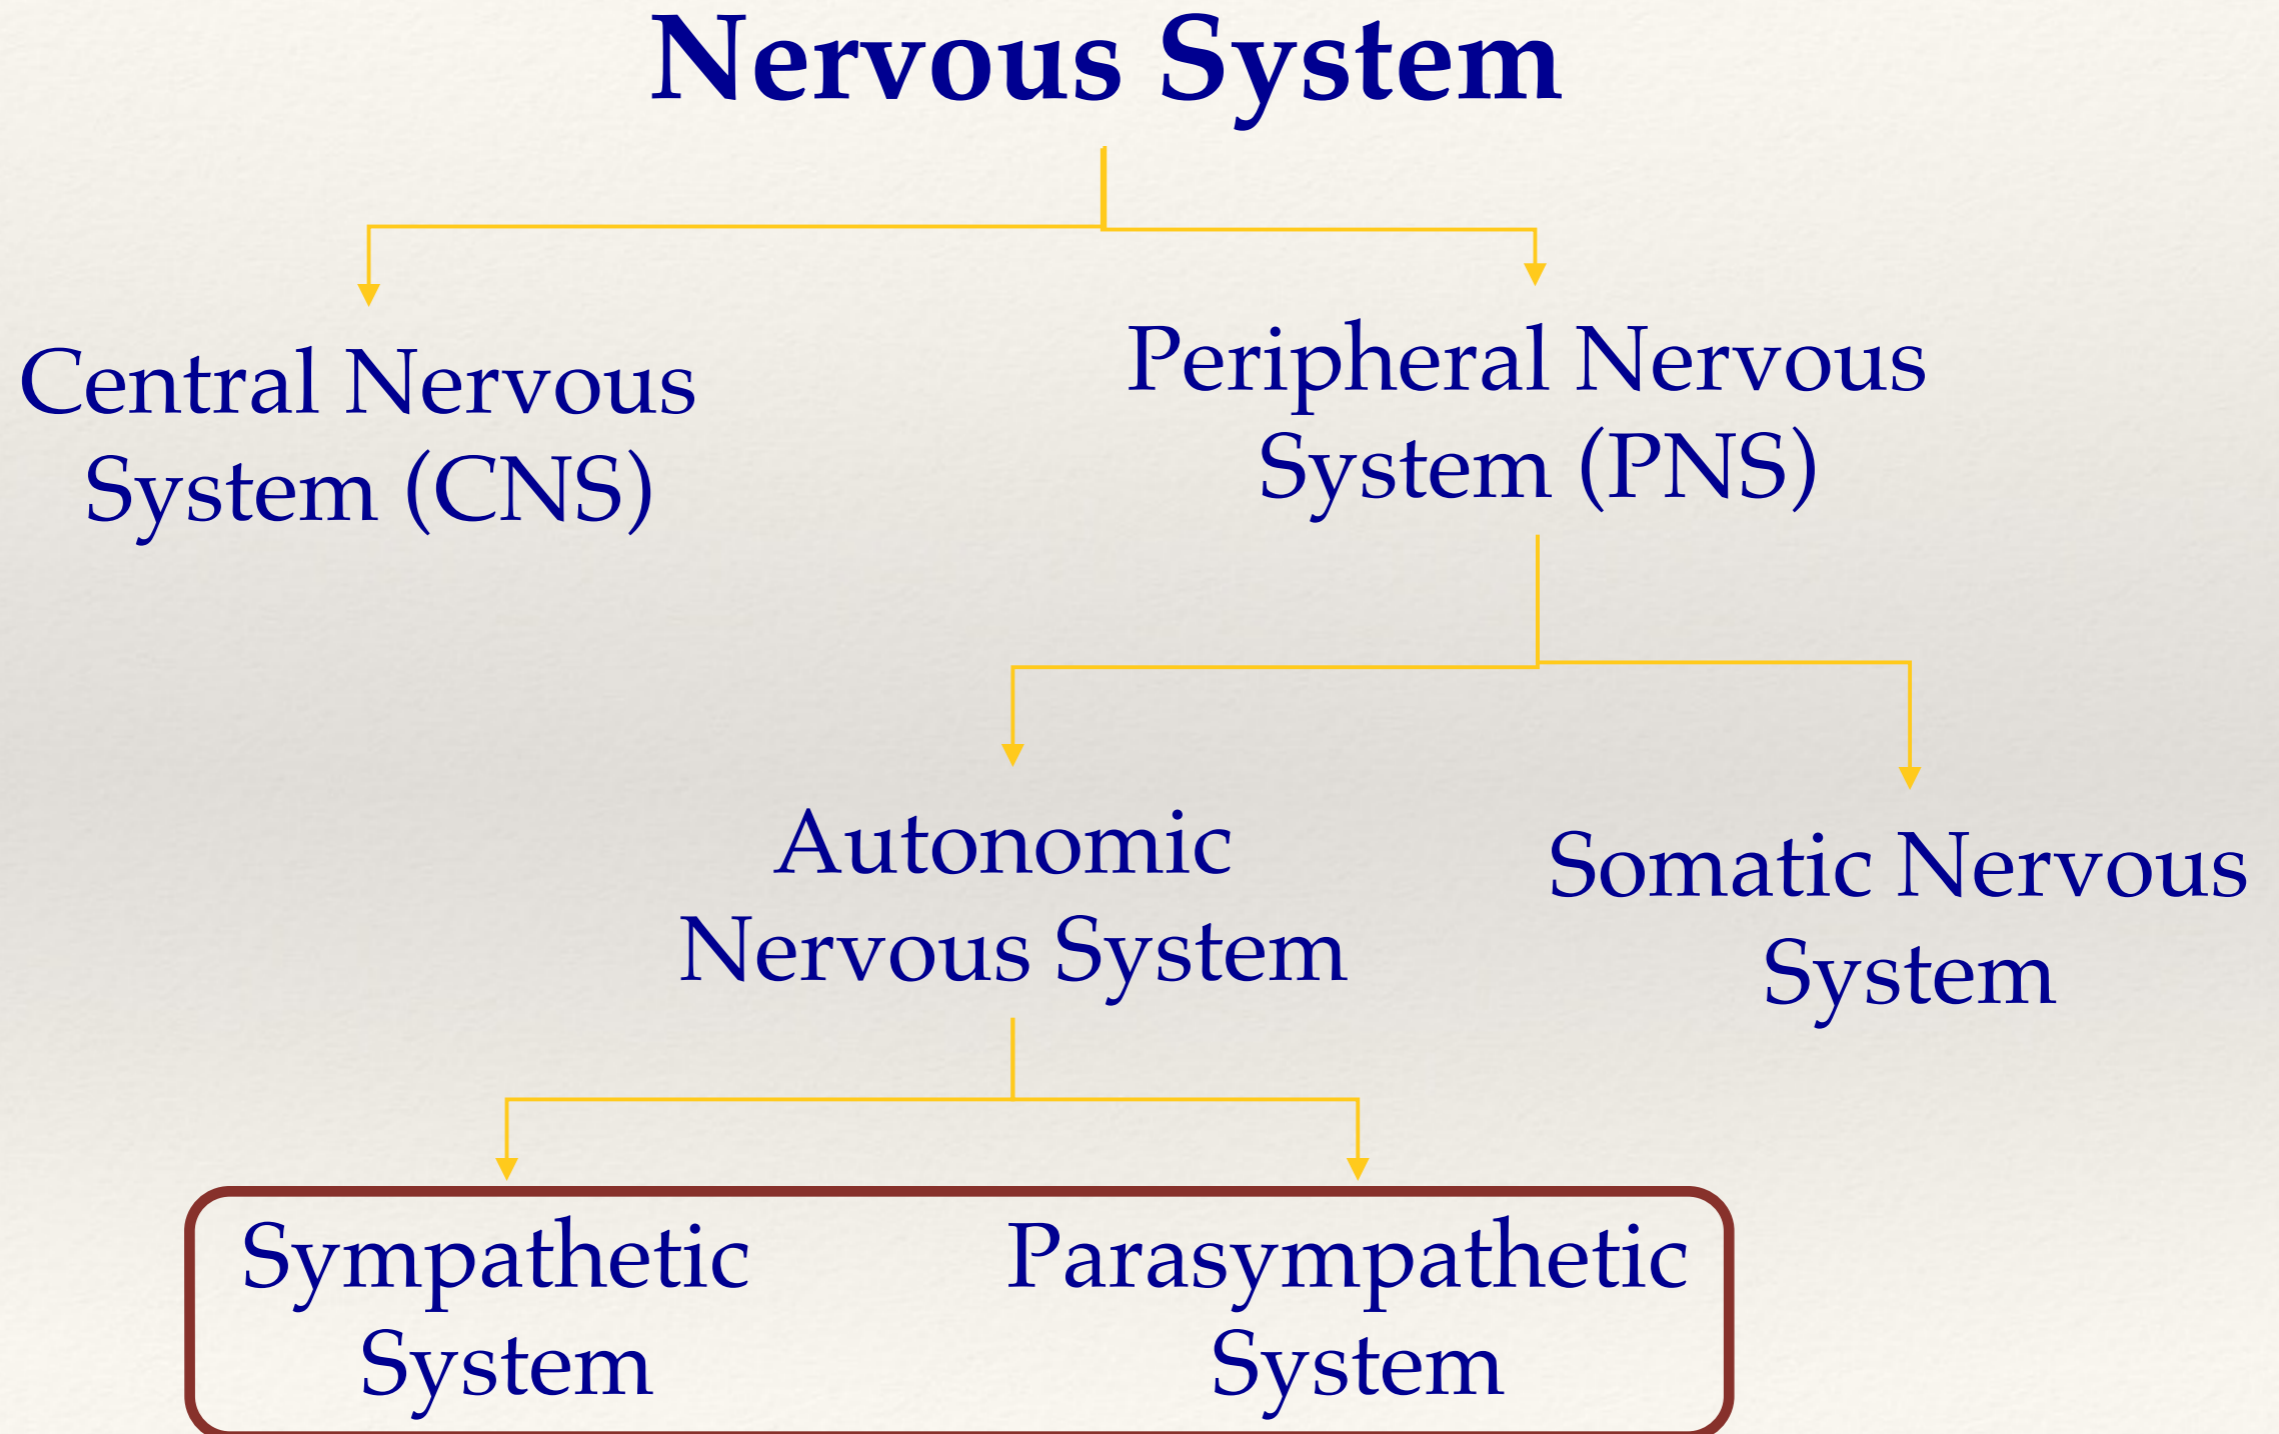 Nervous System
Central Nervous
System (CNS)
Peripheral Nervous
System (PNS)
Autonomic
Nervous System
Somatic Nervous
System
Sympathetic
System
Parasympathetic
System